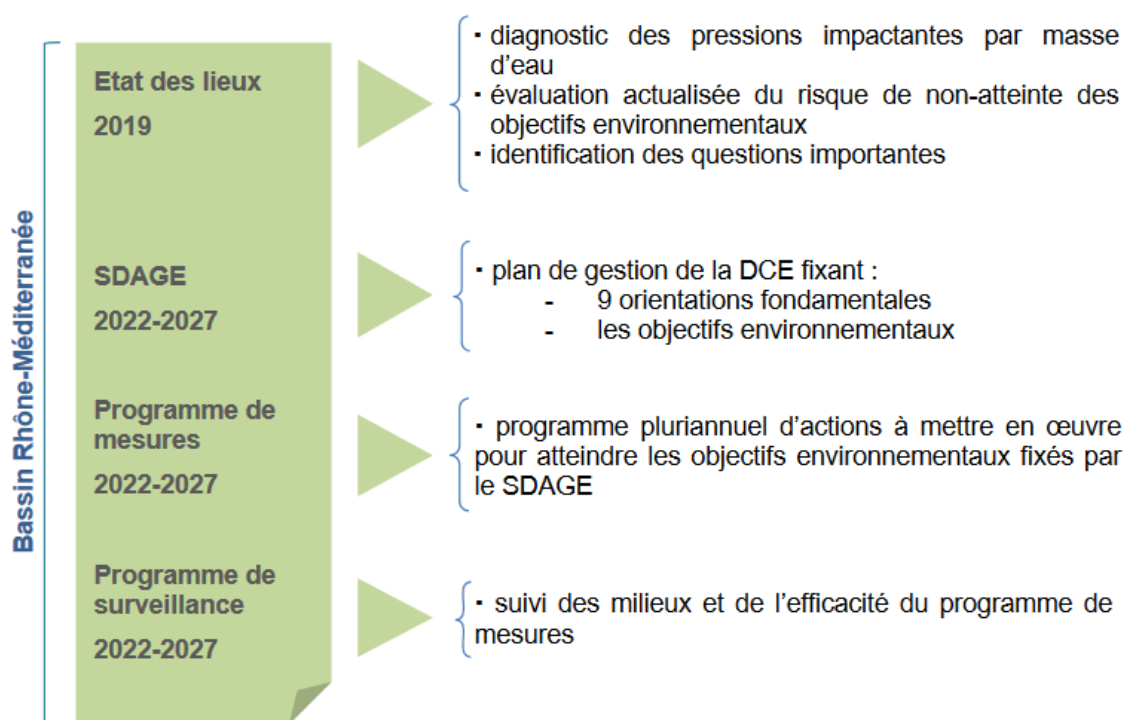 Bassin Rhône-Méditerranée
Etat des lieux
2019
▪ diagnostic des pressions impactantes par masse
d'eau
▪ évaluation actualisée du risque de non-atteinte des
objectifs environnementaux
▪ identification des questions importantes
SDAGE
2022-2027
▪ plan de gestion de la DCE fixant :
- 9 orientations fondamentales
- les objectifs environnementaux
Programme de
mesures
2022-2027
▪ programme pluriannuel d'actions à mettre en œuvre
pour atteindre les objectifs environnementaux fixés par
le SDAGE
Programme de
surveillance
2022-2027
▪ suivi des milieux et de l'efficacité du programme de
mesures